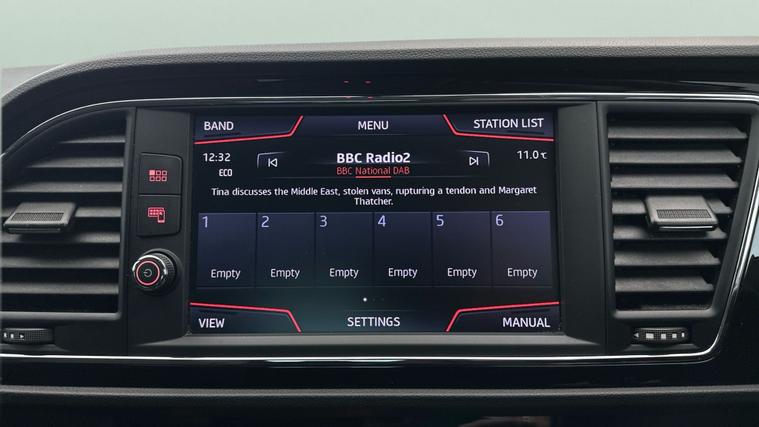 BAND MENU STATION LIST
12:32 BBC Radio2 11.0 °C
ECO BBC National DAB
Tina discusses the Middle East, stolen vans, rupturing a tendon and Margaret
Thatcher.
1 2 3 4 5 6
Empty Empty Empty Empty Empty Empty
VIEW SETTINGS MANUAL